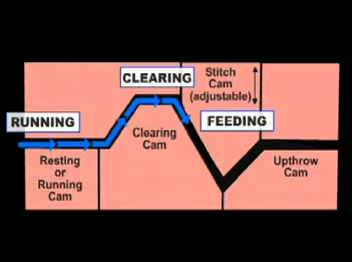 CLEARING
Stitch
Cam
(adjustable)
RUNNING
FEEDING
Clearing
Cam
Resting
or
Running
Cam
Upthrow
Cam